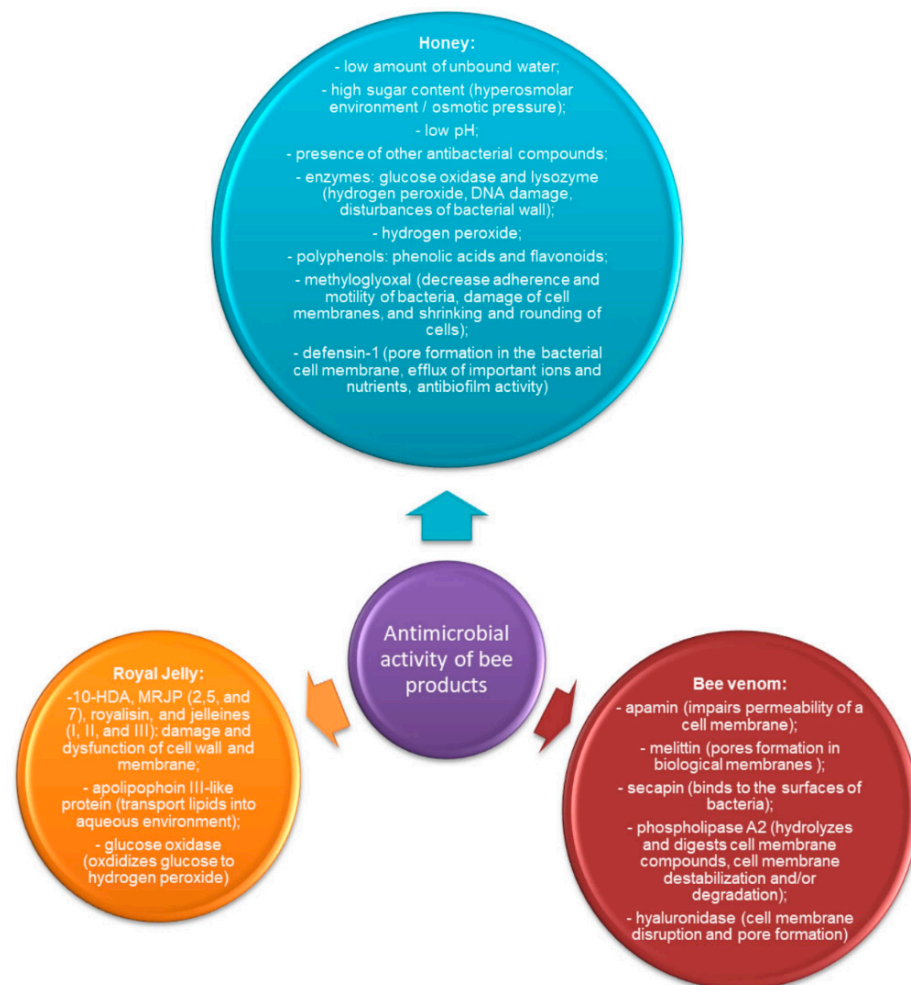 Honey:
- low amount of unbound water;
- high sugar content (hyperosmolar
environment / osmotic pressure);
- low pH;
- presence of other antibacterial compounds;
- enzymes: glucose oxidase and lysozyme
(hydrogen peroxide, DNA damage,
disturbances of bacterial wall);
- hydrogen peroxide;
- polyphenols: phenolic acids and flavonoids;
- methyloglyoxal (decrease adherence and
motility of bacteria, damage of cell
membranes, and shrinking and rounding of
cells);
- defensin-1 (pore formation in the bacterial
cell membrane, efflux of important ions and
nutrients, antibiofilm activity)
Antimicrobial
activity of bee
products
Royal Jelly:
-10-HDA, MRJP (2,5, and
7), royalisin, and jelleines
(I, II, and III): damage and
dysfunction of cell wall and
membrane;
- apolipophoin III-like
protein (transport lipids into
aqueous environment);
- glucose oxidase
(oxdidizes glucose to
hydrogen peroxide)
Bee venom:
- apamin (impairs permeability of a
cell membrane);
- melittin (pores formation in
biological membranes );
- secapin (binds to the surfaces of
bacteria);
- phospholipase A2 (hydrolyzes
and digests cell membrane
compounds, cell membrane
destabilization and/or
degradation);
- hyaluronidase (cell membrane
disruption and pore formation)